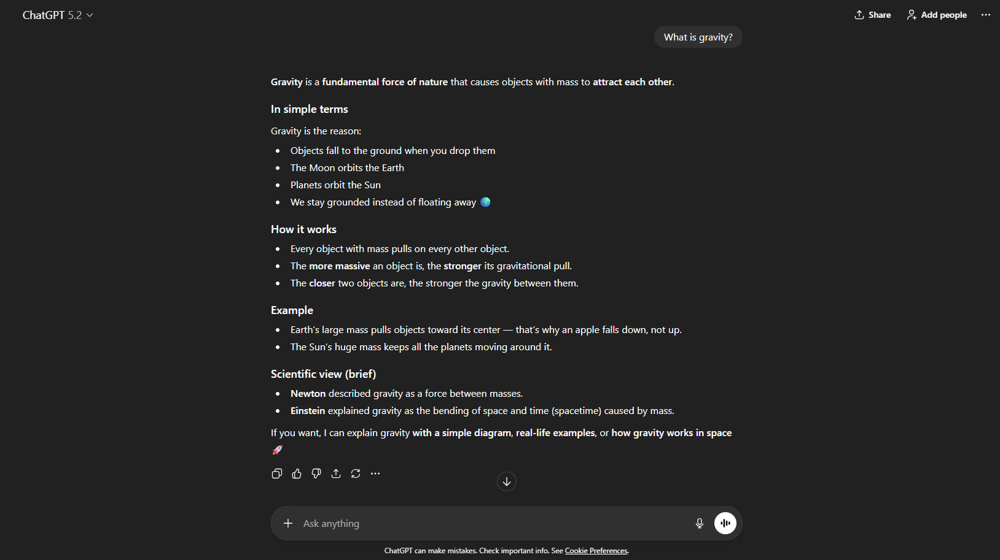 ChatGPT 5.2
Share
Add people
What is gravity?
Gravity is a fundamental force of nature that causes objects with mass to attract each other.
In simple terms
Gravity is the reason:
Objects fall to the ground when you drop them
The Moon orbits the Earth
Planets orbit the Sun
We stay grounded instead of floating away 🌍
How it works
Every object with mass pulls on every other object.
The more massive an object is, the stronger its gravitational pull.
The closer two objects are, the stronger the gravity between them.
Example
Earth’s large mass pulls objects toward its center — that’s why an apple falls down, not up.
The Sun’s huge mass keeps all the planets moving around it.
Scientific view (brief)
Newton described gravity as a force between masses.
Einstein explained gravity as the bending of space and time (spacetime) caused by mass.
If you want, I can explain gravity with a simple diagram, real-life examples, or how gravity works in space
🚀
Ask anything
ChatGPT can make mistakes. Check important info. See Cookie Preferences.